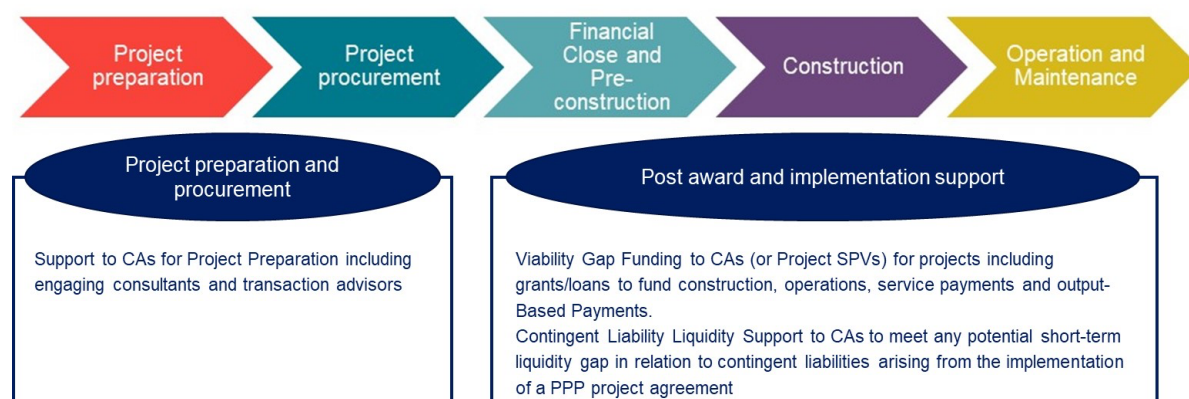 Project
preparation
Project
procurement
Financial
Close and
Pre-
construction
Construction
Operation and
Maintenance
Project preparation and
procurement
Post award and implementation support
Support to CAs for Project Preparation including
engaging consultants and transaction advisors
Viability Gap Funding to CAs (or Project SPVs) for projects including
grants/loans to fund construction, operations, service payments and output-
Based Payments.
Contingent Liability Liquidity Support to CAs to meet any potential short-term
liquidity gap in relation to contingent liabilities arising from the implementation
of a PPP project agreement